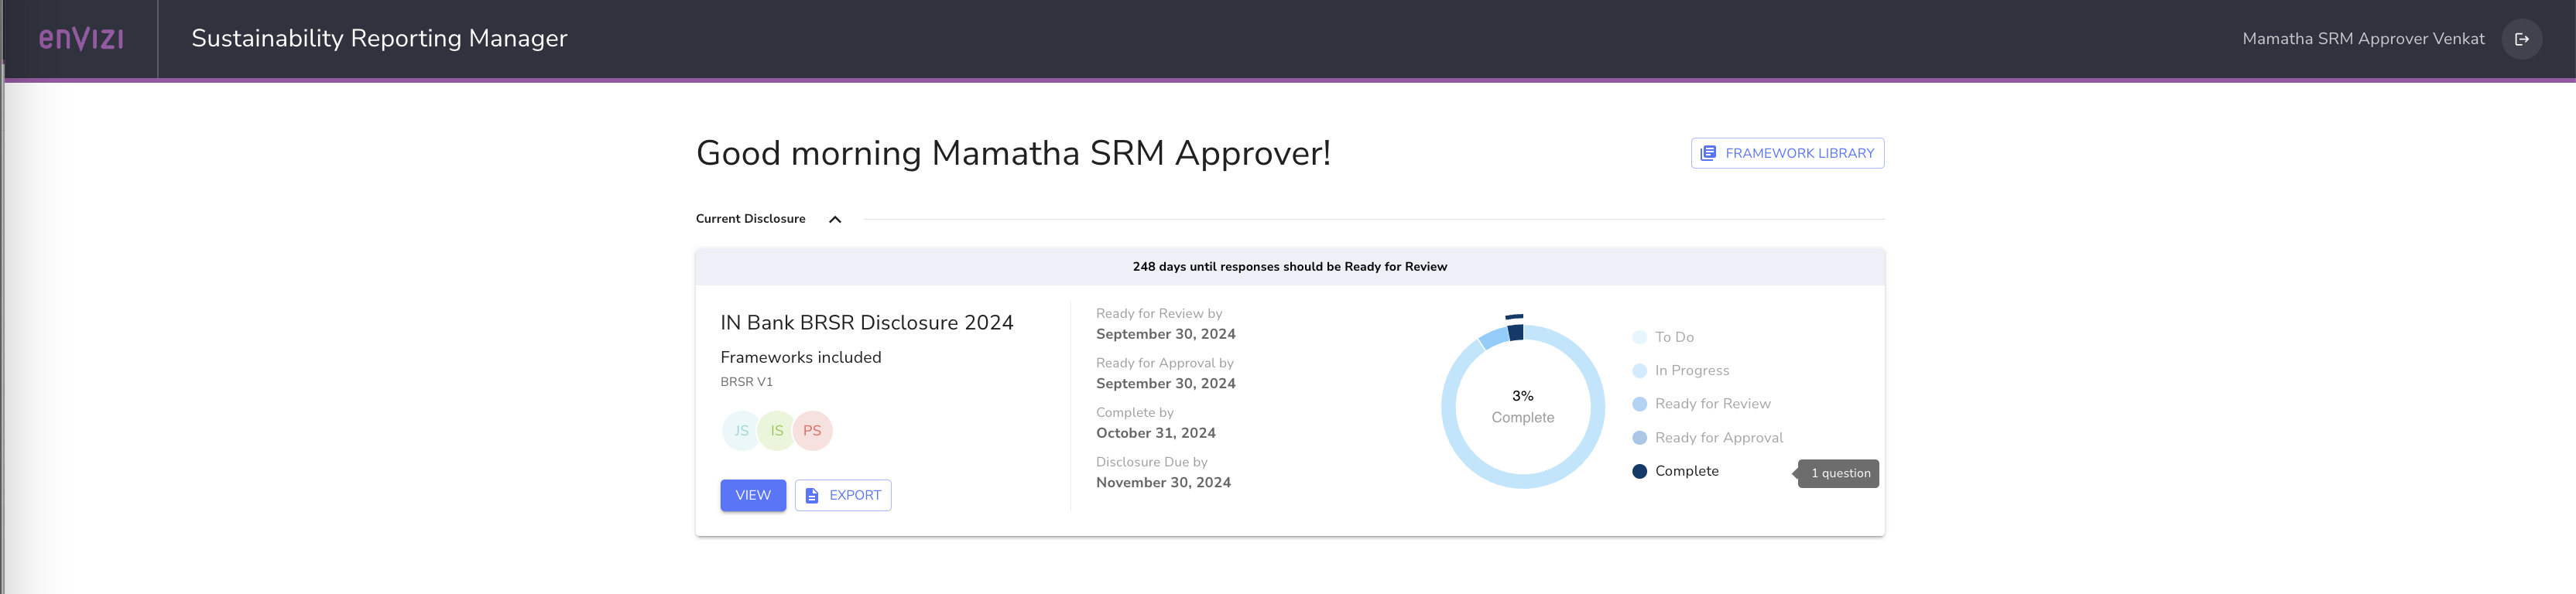 enVizi
Sustainability Reporting Manager
Mamatha SRM Approver Venkat
Good morning Mamatha SRM Approver!
FRAMEWORK LIBRARY
Current Disclosure
248 days until responses should be Ready for Review
IN Bank BRSR Disclosure 2024
Frameworks included
BRSR V1
JS
IS
PS
VIEW
EXPORT
Ready for Review by
September 30, 2024
Ready for Approval by
September 30, 2024
Complete by
October 31, 2024
Disclosure Due by
November 30, 2024
3%
Complete
To Do
In Progress
Ready for Review
Ready for Approval
Complete
1 question